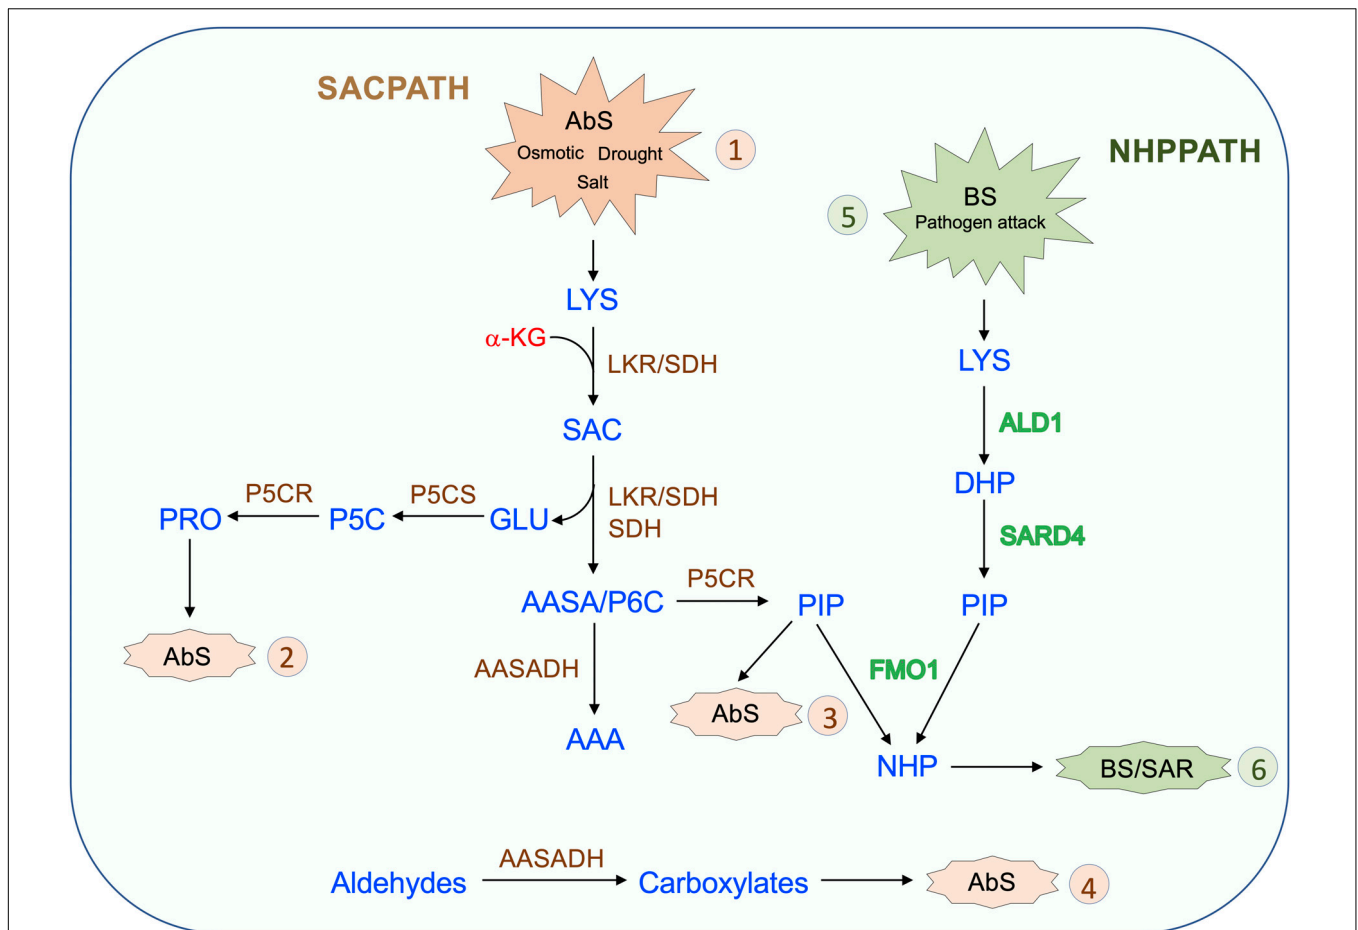 SACPATH
AbS
Osmotic Drought
Salt
1
NHPPATH
BS
Pathogen attack
5
LYS
α-KG
LKR/SDH
LYS
ALD1
SAC
DHP
P5CR
P5CS
LKR/SDH
SDH
PRO
P5C
GLU
SARD4
P5CR
AASA/P6C
PIP
PIP
AbS
2
AASADH
FMO1
AbS
3
AAA
NHP
BS/SAR
6
AASADH
Aldehydes
Carboxylates
AbS
4